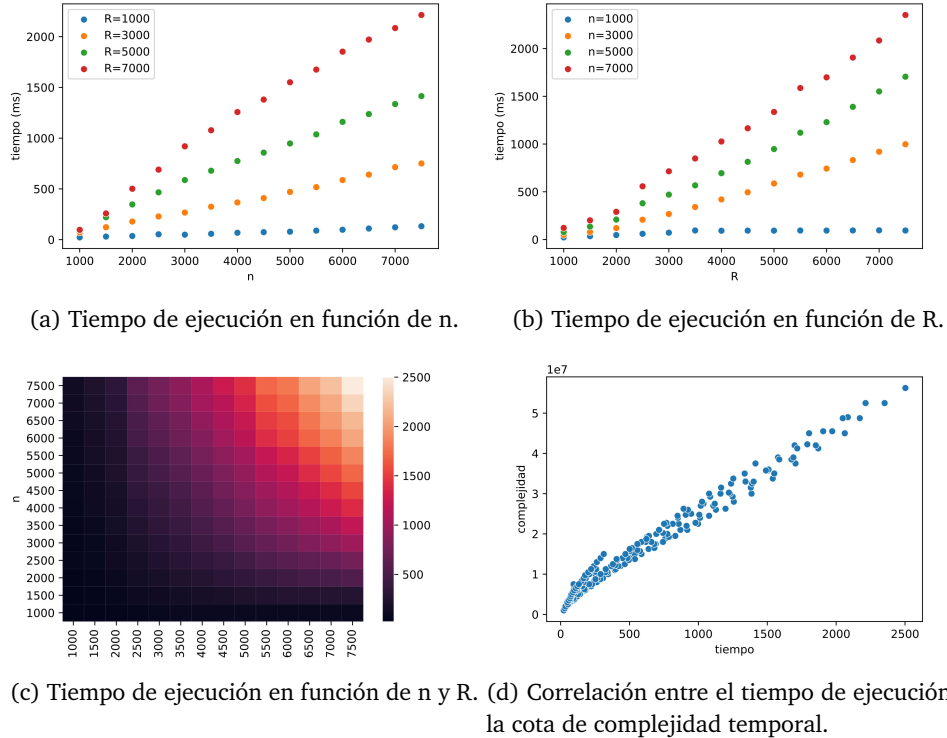 R=1000
R=3000
R=5000
R=7000
2000
1500
1000
500
0
tiempo (ms)
1000 2000 3000 4000 5000 6000 7000
n
(a) Tiempo de ejecución en función de n.
n=1000
n=3000
n=5000
n=7000
2000
1500
1000
500
0
tiempo (ms)
1000 2000 3000 4000 5000 6000 7000
R
(b) Tiempo de ejecución en función de R.
7500
7000
6500
6000
5500
5000
4500
4000
3500
3000
2500
2000
1500
1000
n
1000 1500 2000 2500 3000 3500 4000 4500 5000 5500 6000 6500 7000 7500
2500
2000
1500
1000
500
(c) Tiempo de ejecución en función de n y R.
1e7
5
4
3
2
1
0
complejidad
0 500 1000 1500 2000 2500
tiempo
(d) Correlación entre el tiempo de ejecución
la cota de complejidad temporal.